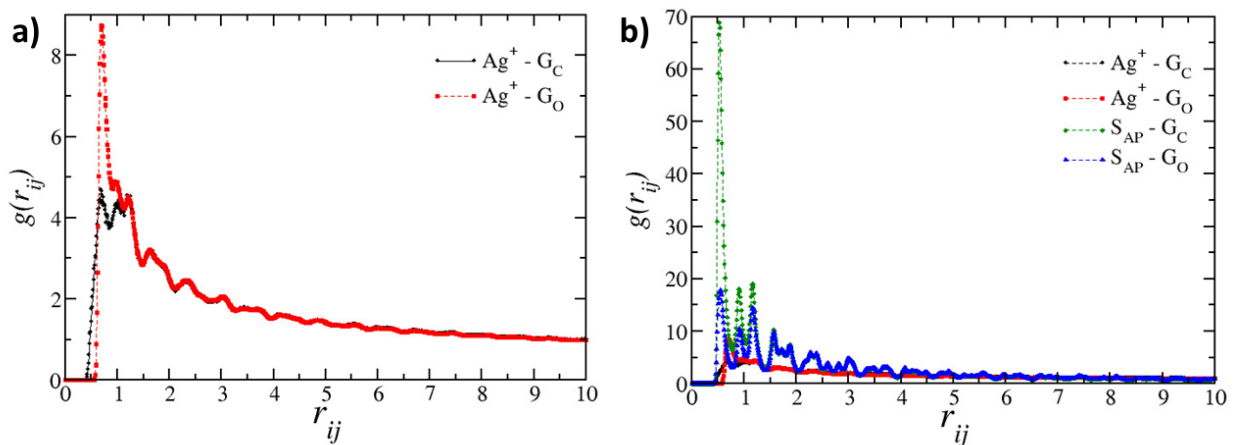 a)
g(r_ij)
8
6
4
2
0
Ag⁺ - G_C
Ag⁺ - G_O
0 1 2 3 4 5 6 7 8 9 10
r_ij
b)
g(r_ij)
70
60
50
40
30
20
10
0
Ag⁺ - G_C
Ag⁺ - G_O
S_AP - G_C
S_AP - G_O
0 1 2 3 4 5 6 7 8 9 10
r_ij